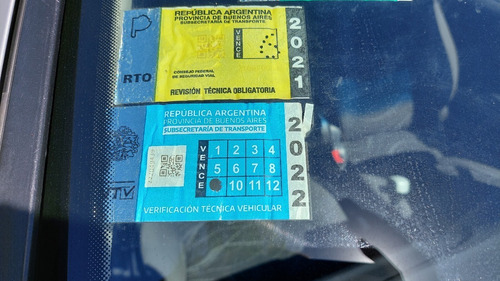 REPÚBLICA ARGENTINA
PROVINCIA DE BUENOS AIRES
SUBSECRETARÍA DE TRANSPORTE
VENCE
2021
RTO
CONSEJO FEDERAL
DE SEGURIDAD VIAL
REVISIÓN TÉCNICA OBLIGATORIA
REPÚBLICA ARGENTINA
PROVINCIA DE BUENOS AIRES
SUBSECRETARÍA DE TRANSPORTE
VENCE
1 2 3 4
5 6 7 8
10 11 12
2022
VERIFICACIÓN TÉCNICA VEHICULAR